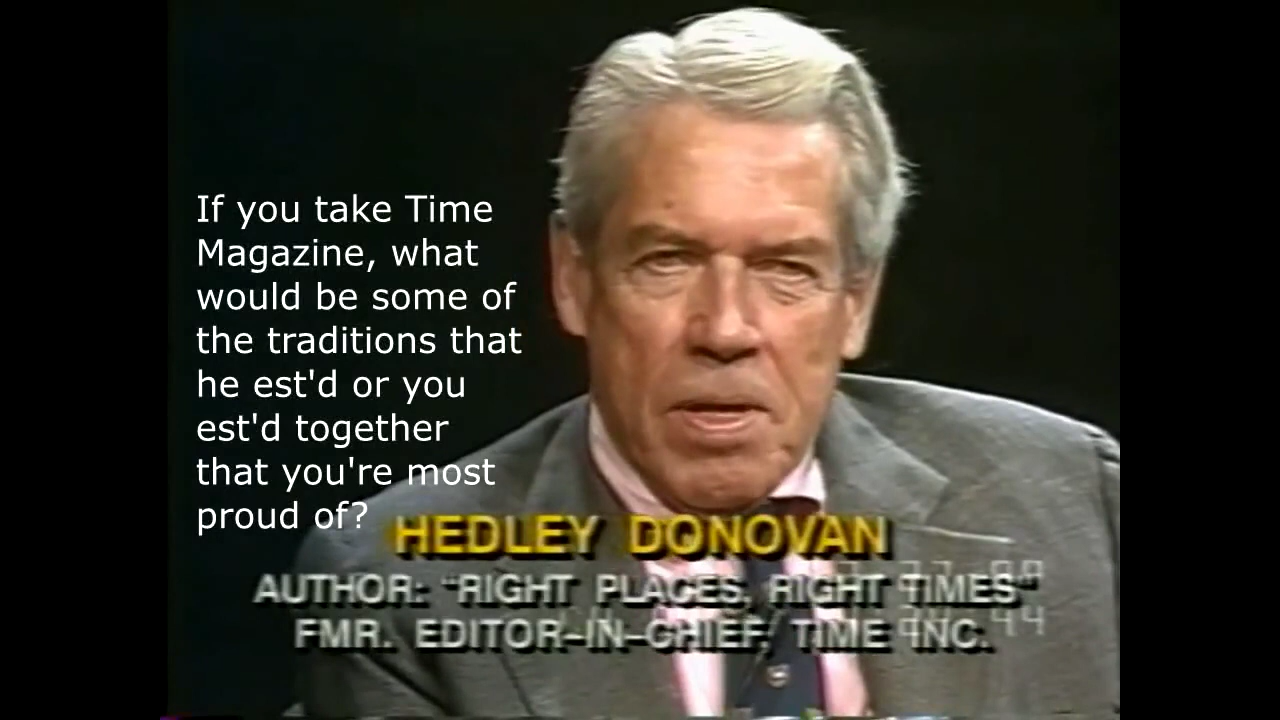 If you take Time
Magazine, what
would be some of
the traditions that
he est'd or you
est'd together
that you're most
proud of?
HEDLEY DONOVAN
AUTHOR: "RIGHT PLACES, RIGHT TIMES"
FMR. EDITOR-IN-CHIEF, TIME INC.